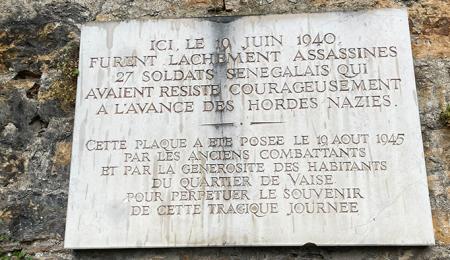 ICI, LE 19 JUIN 1940,
FURENT LACHEMENT ASSASSINES
27 SOLDATS SENEGALAIS QUI
AVAIENT RESISTE COURAGEUSEMENT
A L'AVANCE DES HORDES NAZIES.
CETTE PLAQUE A ETE POSEE LE 19 AOUT 1945
PAR LES ANCIENS COMBATTANTS
ET PAR LA GENEROSITE DES HABITANTS
DU QUARTIER DE VAISE
POUR PERPETUER LE SOUVENIR
DE CETTE TRAGIQUE JOURNEE